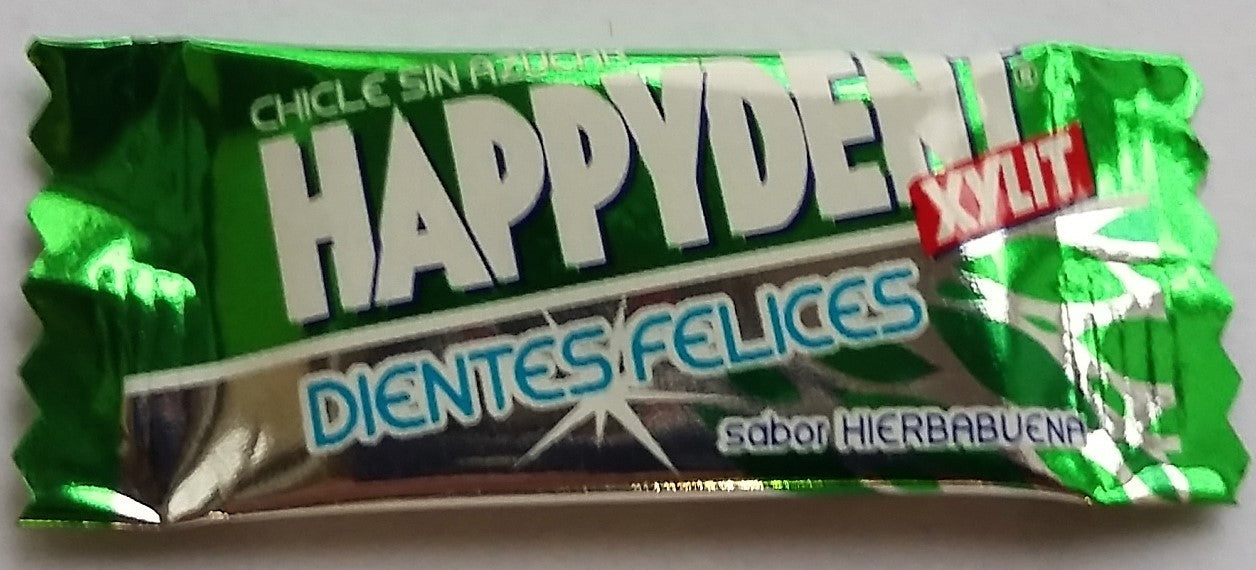 CHICLE SIN AZÚCAR
HAPPYDENT®
XYLIT
DIENTES FELICES
sabor HIERBABUENA